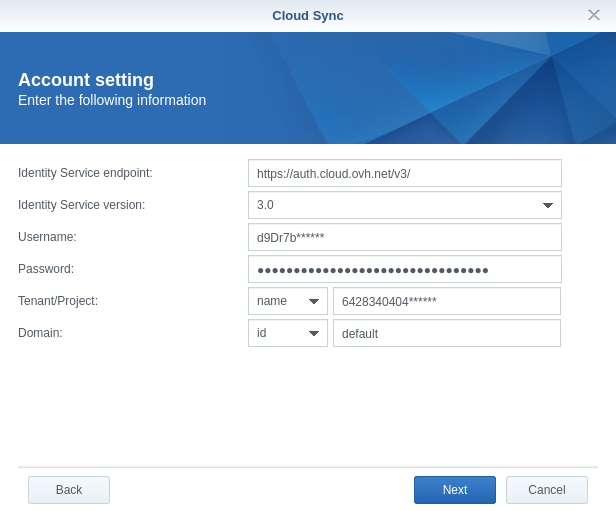 Cloud Sync
Account setting
Enter the following information
Identity Service endpoint: https://auth.cloud.ovh.net/v3/
Identity Service version: 3.0
Username: d9Dr7b******
Password: ●●●●●●●●●●●●●●●●●●●●●●●●●●●●●●●●
Tenant/Project: name 6428340404******
Domain: id default
Back Next Cancel